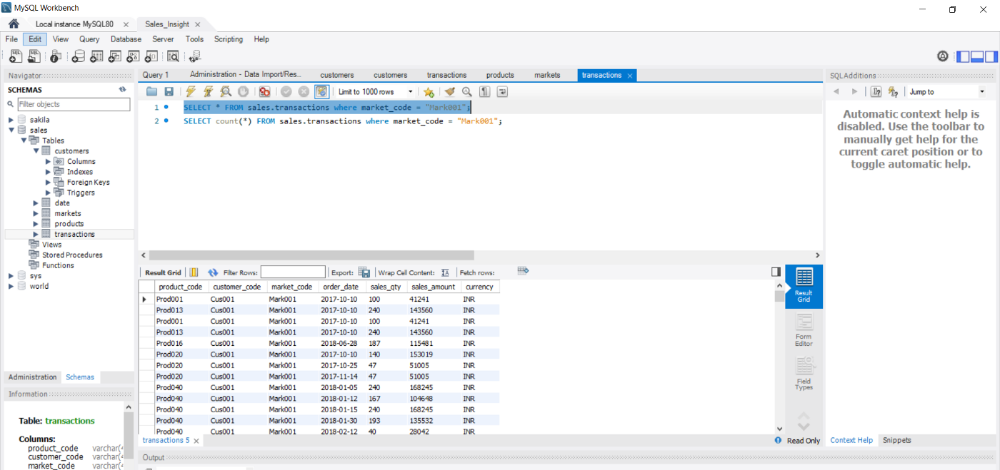 MySQL Workbench
Local instance MySQL80
Sales_Insight
File Edit View Query Database Server Tools Scripting Help
Navigator
SCHEMAS
Filter objects
sakila
sales
Tables
customers
Columns
Indexes
Foreign Keys
Triggers
date
markets
products
transactions
Views
Stored Procedures
Functions
sys
world
Administration Schemas
Information
Table: transactions
Columns:
product_code varchar(4
customer_code varchar(4
market_code varchar(4
Query 1 Administration - Data Import/Res... customers customers transactions products markets transactions
Limit to 1000 rows
1 SELECT * FROM sales.transactions where market_code = "Mark001";
2 SELECT count(*) FROM sales.transactions where market_code = "Mark001";
Result Grid Filter Rows: Export: Wrap Cell Content: Fetch rows:
product_code customer_code market_code order_date sales_qty sales_amount currency
Prod001 Cus001 Mark001 2017-10-10 100 41241 INR
Prod013 Cus001 Mark001 2017-10-10 240 143560 INR
Prod001 Cus001 Mark001 2017-10-10 100 41241 INR
Prod013 Cus001 Mark001 2017-10-10 240 143560 INR
Prod016 Cus001 Mark001 2018-06-28 187 115481 INR
Prod020 Cus001 Mark001 2017-10-10 140 153019 INR
Prod020 Cus001 Mark001 2017-10-25 47 51005 INR
Prod020 Cus001 Mark001 2017-11-14 47 51005 INR
Prod040 Cus001 Mark001 2018-01-05 240 168245 INR
Prod040 Cus001 Mark001 2018-01-12 167 104648 INR
Prod040 Cus001 Mark001 2018-01-15 240 168245 INR
Prod040 Cus001 Mark001 2018-01-30 193 135532 INR
Prod040 Cus001 Mark001 2018-02-12 40 28042 INR
Result
Grid
Form
Editor
Field
Types
transactions 5
Read Only
Output
SQLAdditions
Jump to
Automatic context help is
disabled. Use the toolbar to
manually get help for the
current caret position or to
toggle automatic help.
Context Help Snippets